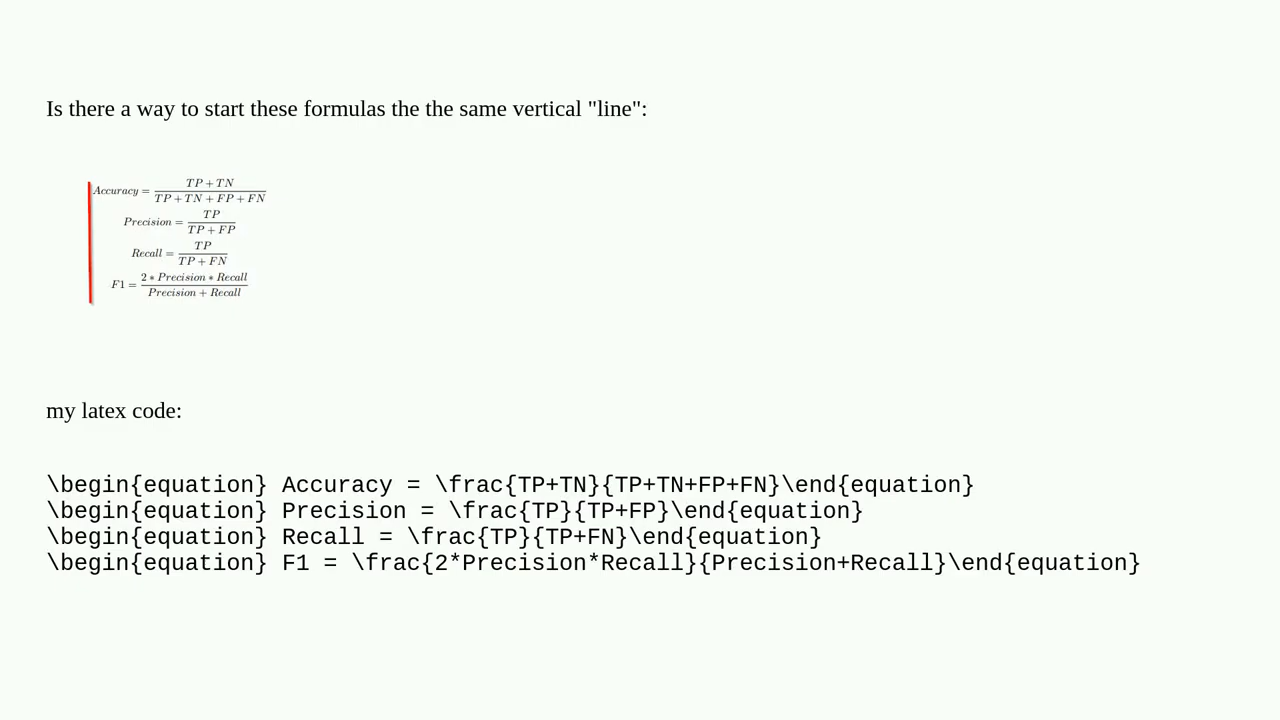 Is there a way to start these formulas the the same vertical "line":
Accuracy = TP + TN
TP + TN + FP + FN
Precision = TP
TP + FP
Recall = TP
TP + FN
F1 = 2 * Precision * Recall
Precision + Recall
my latex code:
\begin{equation} Accuracy = \frac{TP+TN}{TP+TN+FP+FN}\end{equation}
\begin{equation} Precision = \frac{TP}{TP+FP}\end{equation}
\begin{equation} Recall = \frac{TP}{TP+FN}\end{equation}
\begin{equation} F1 = \frac{2*Precision*Recall}{Precision+Recall}\end{equation}